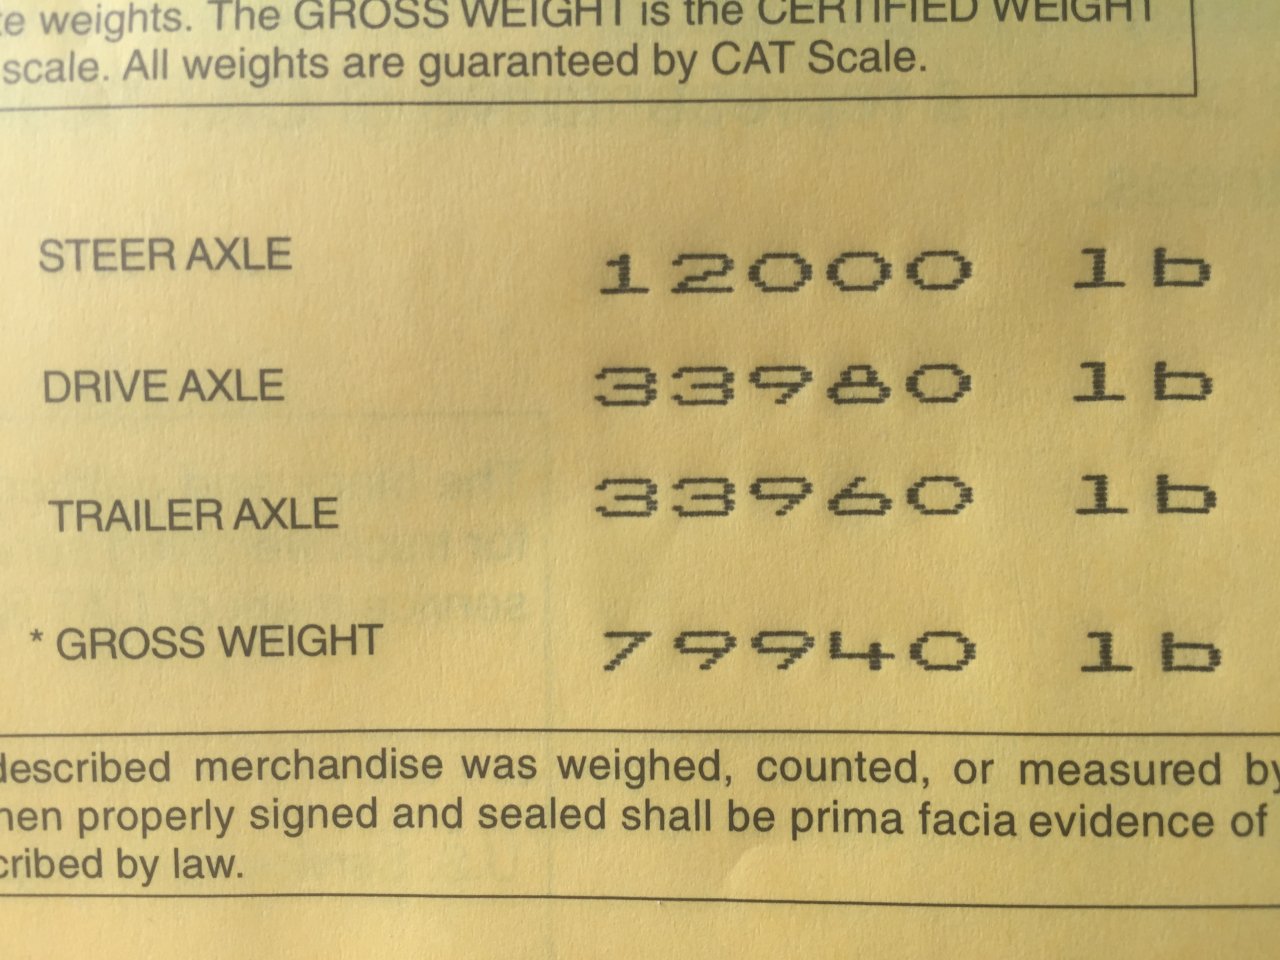 weights. The GROSS WEIGHT is the CERTIFIED WEIGHT
scale. All weights are guaranteed by CAT Scale.
STEER AXLE 12000 lb
DRIVE AXLE 33980 lb
TRAILER AXLE 33960 lb
* GROSS WEIGHT 79940 lb
described merchandise was weighed, counted, or measured by
properly signed and sealed shall be prima facia evidence of
by law.